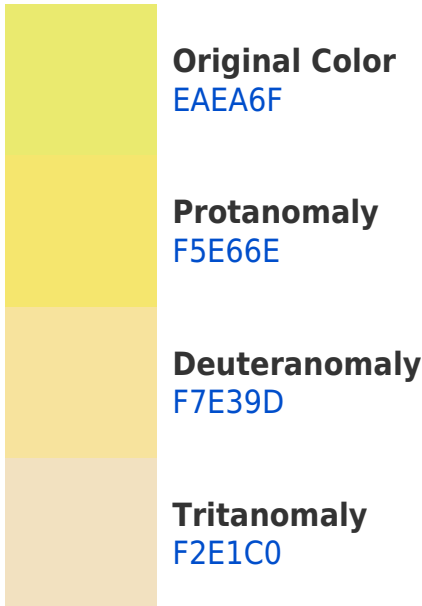 Original Color
EAEA6F
Protanomaly
F5E66E
Deuteranomaly
F7E39D
Tritanomaly
F2E1C0